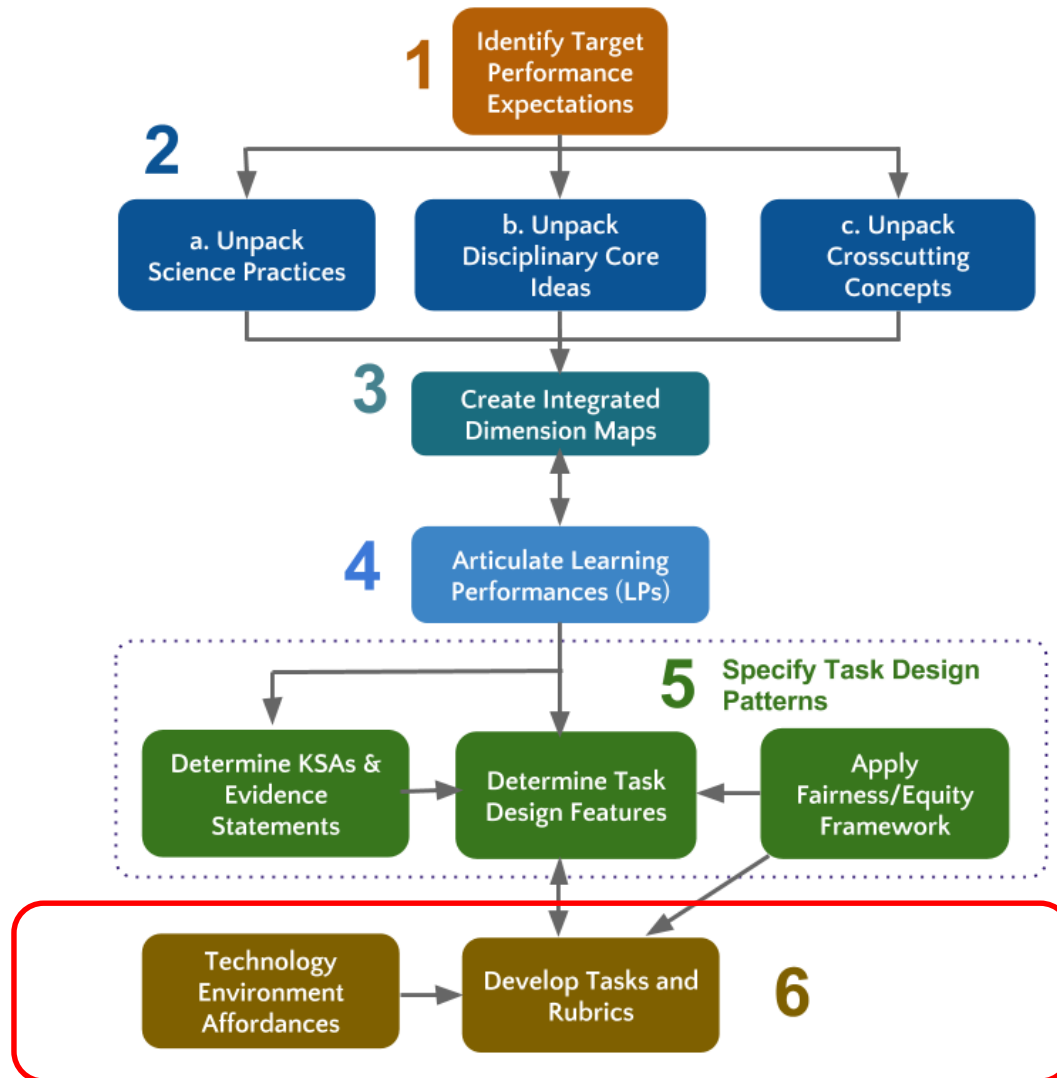 1
Identify Target
Performance
Expectations
2
a. Unpack
Science Practices
b. Unpack
Disciplinary Core
Ideas
c. Unpack
Crosscutting
Concepts
3
Create Integrated
Dimension Maps
4
Articulate Learning
Performances (LPs)
5
Specify Task Design
Patterns
Determine KSAs &
Evidence
Statements
Determine Task
Design Features
Apply
Fairness/Equity
Framework
Technology
Environment
Affordances
Develop Tasks and
Rubrics
6